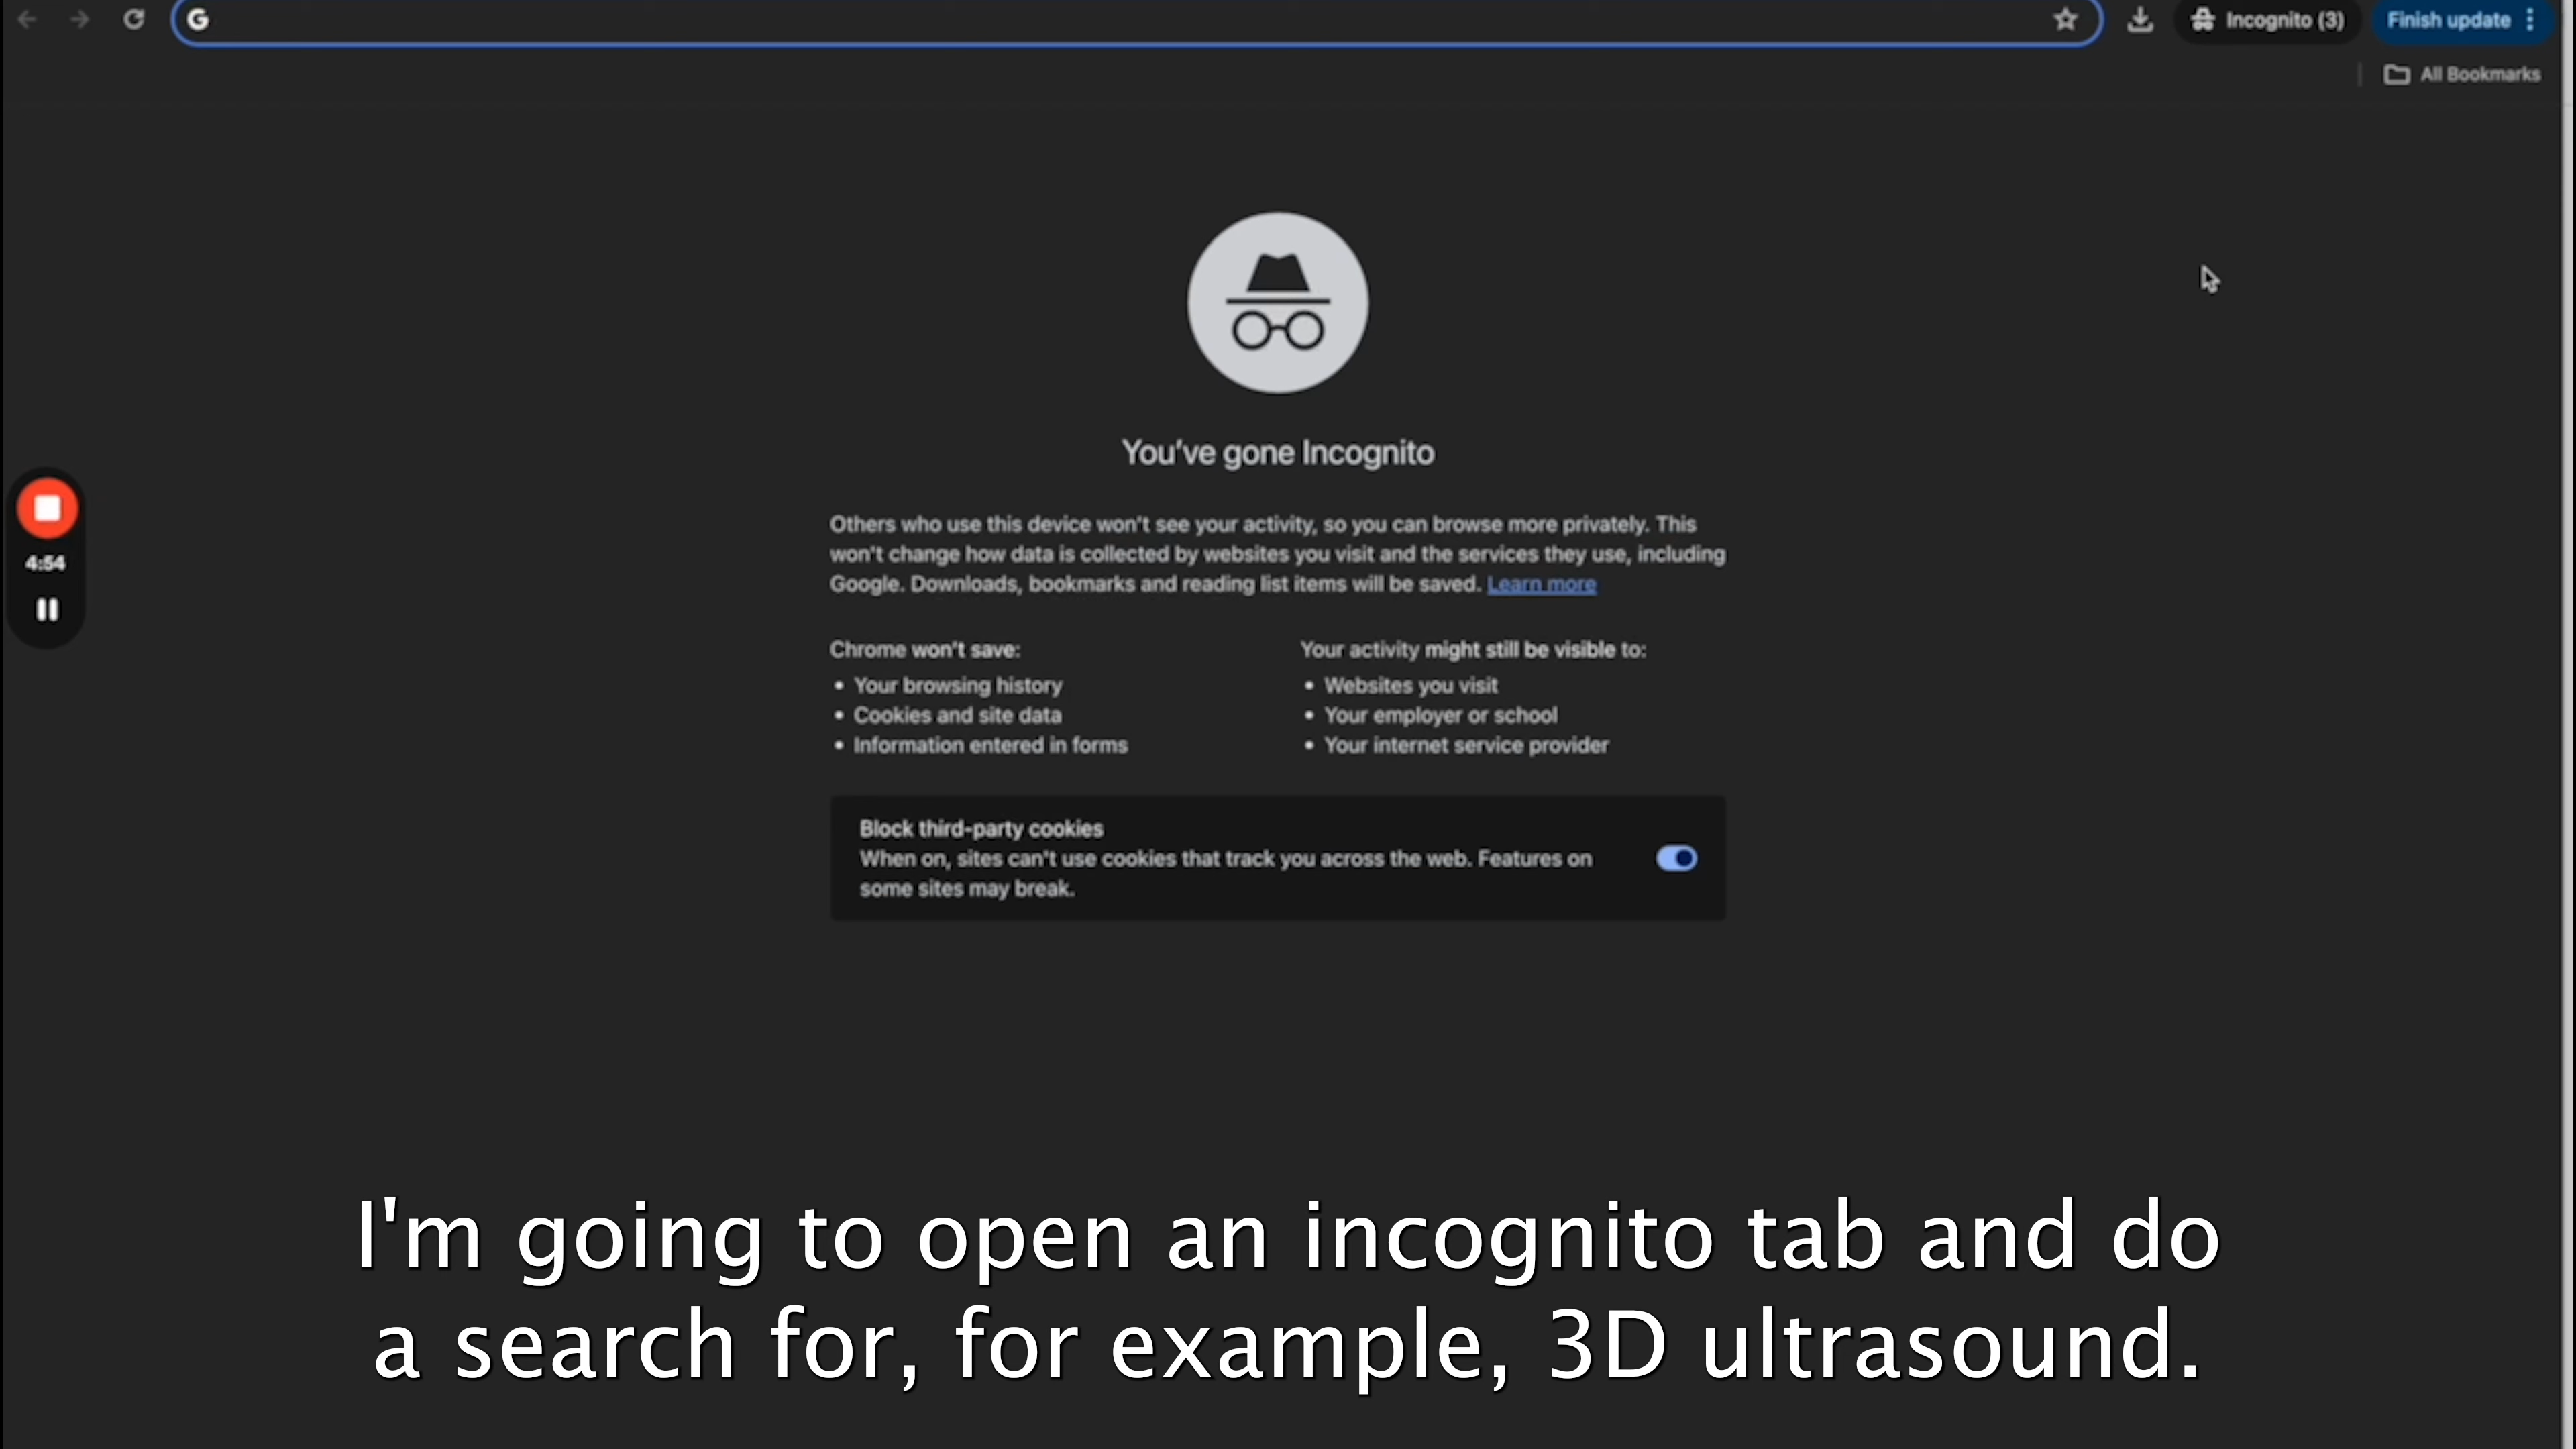 G
Incognito (3)
Finish update
All Bookmarks
You've gone Incognito
Others who use this device won't see your activity, so you can browse more privately. This
won't change how data is collected by websites you visit and the services they use, including
Google. Downloads, bookmarks and reading list items will be saved. Learn more
Chrome won't save:
• Your browsing history
• Cookies and site data
• Information entered in forms
Your activity might still be visible to:
• Websites you visit
• Your employer or school
• Your internet service provider
4:54
Block third-party cookies
When on, sites can't use cookies that track you across the web. Features on
some sites may break.
I'm going to open an incognito tab and do
a search for, for example, 3D ultrasound.